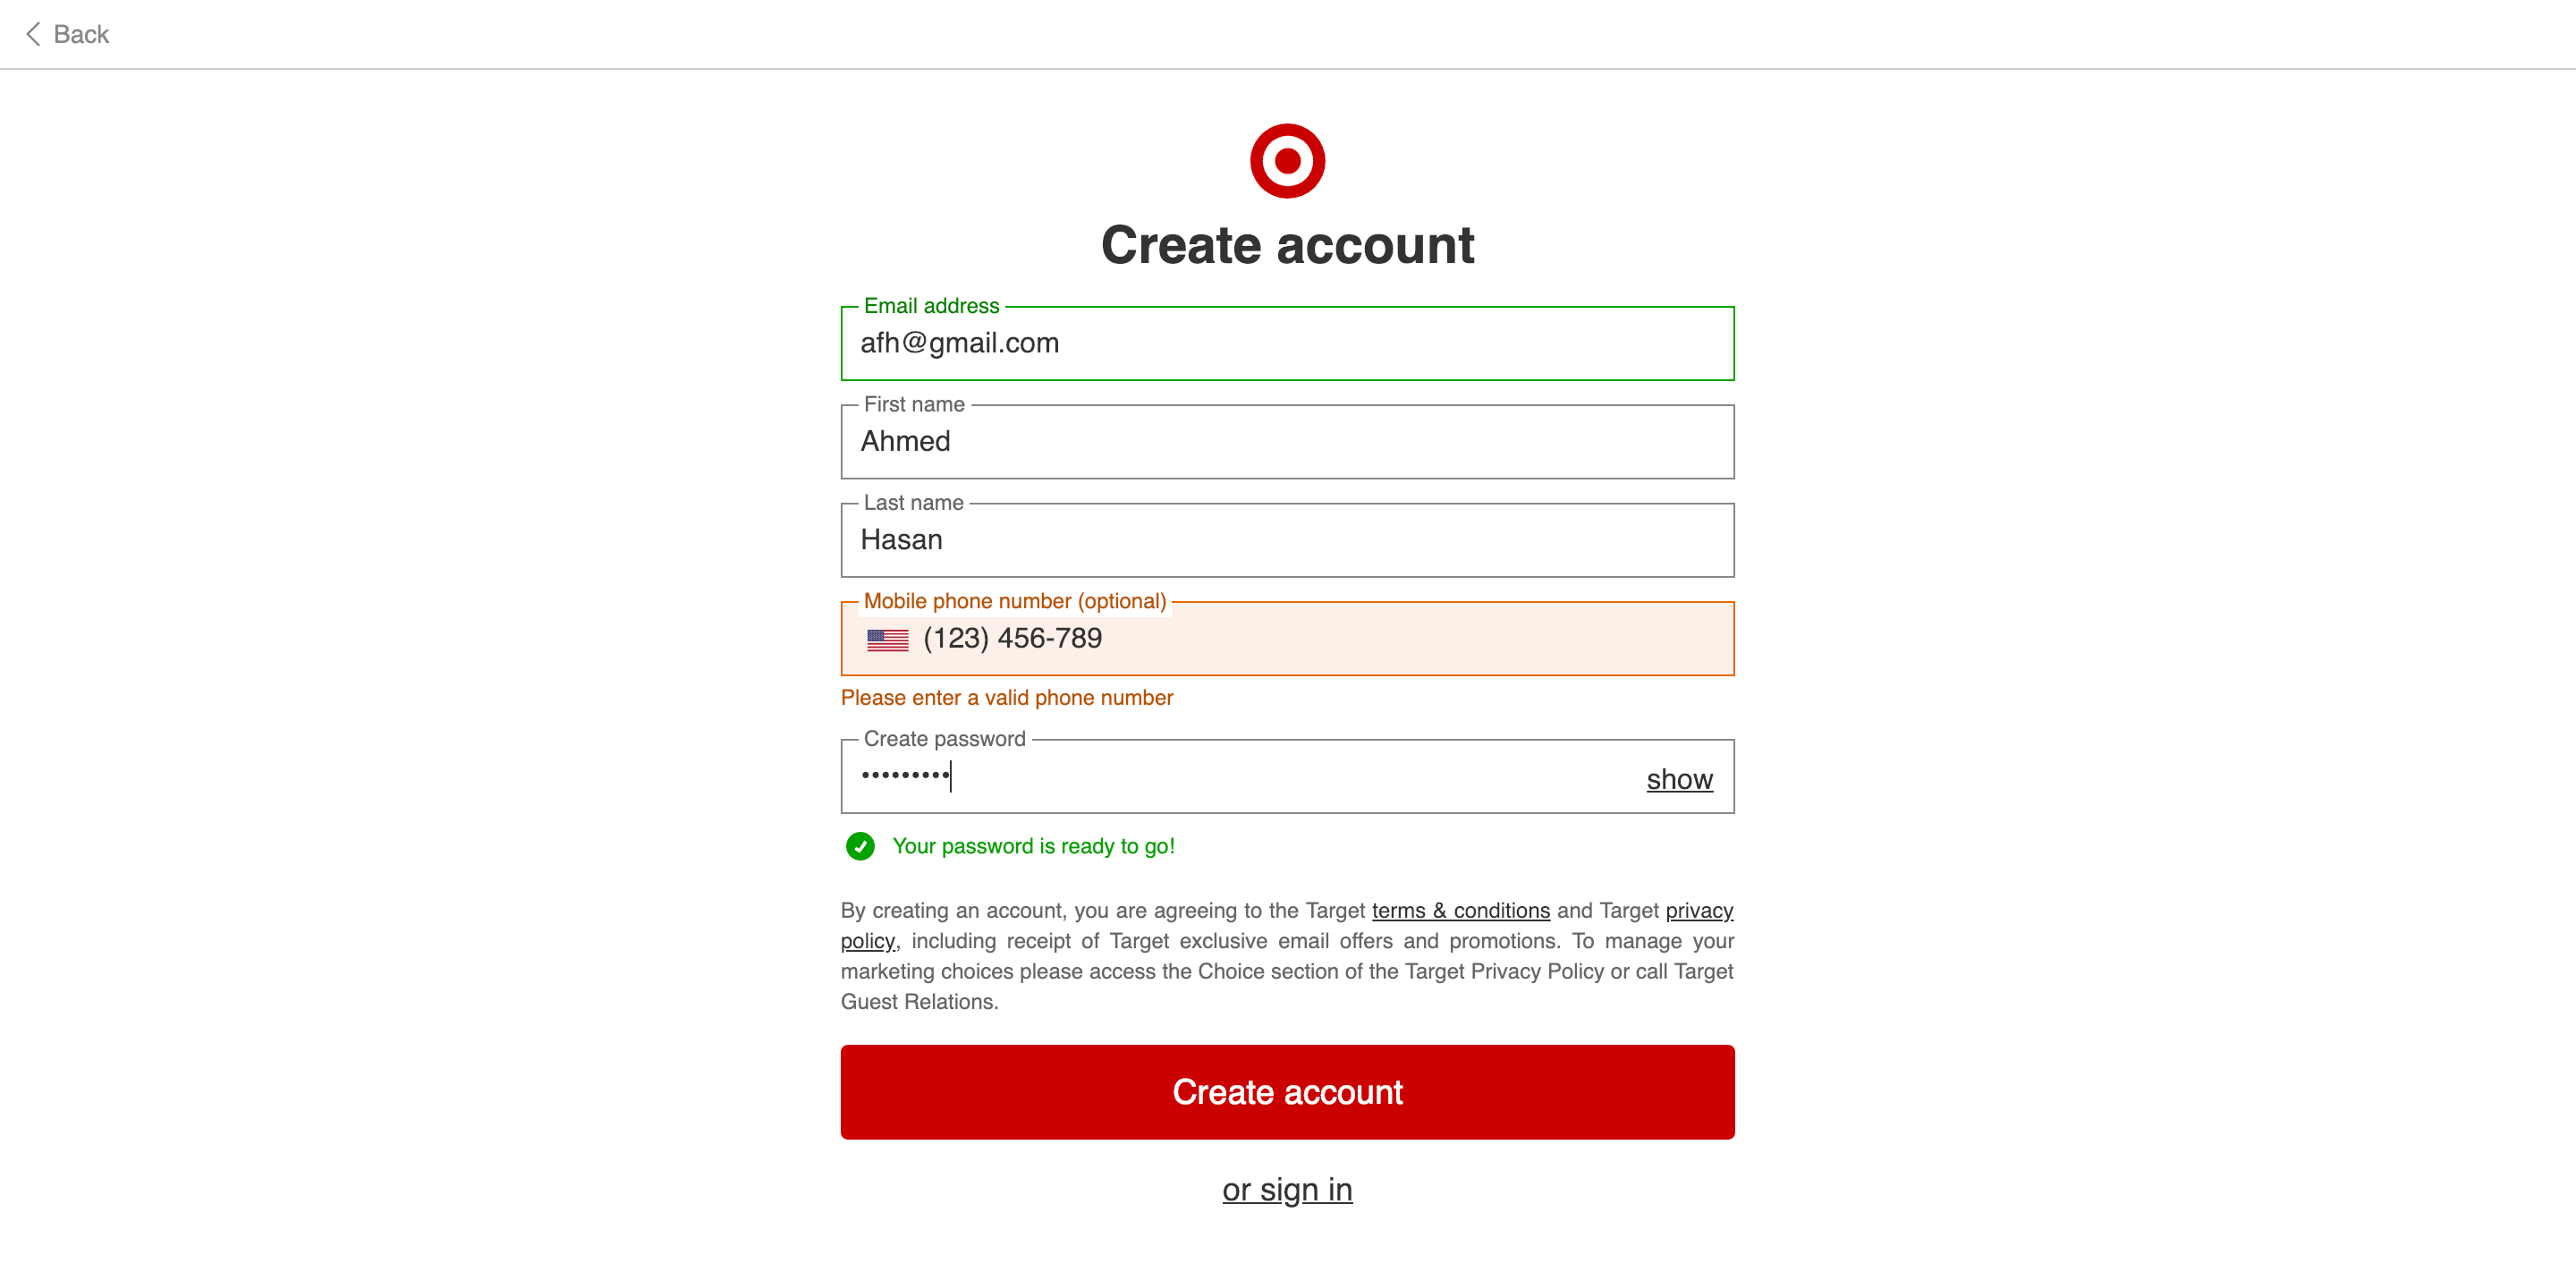 Back
Create account
Email address
afh@gmail.com
First name
Ahmed
Last name
Hasan
Mobile phone number (optional)
(123) 456-789
Please enter a valid phone number
Create password
•••••••••
show
Your password is ready to go!
By creating an account, you are agreeing to the Target terms & conditions and Target privacy
policy, including receipt of Target exclusive email offers and promotions. To manage your
marketing choices please access the Choice section of the Target Privacy Policy or call Target
Guest Relations.
Create account
or sign in